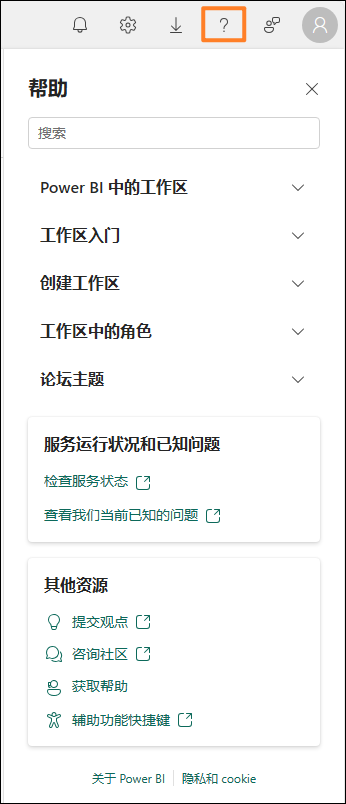 ?
帮助
搜索
Power BI 中的工作区
工作区入门
创建工作区
工作区中的角色
论坛主题
服务运行状况和已知问题
检查服务状态
查看我们当前已知的问题
其他资源
提交观点
咨询社区
获取帮助
辅助功能快捷键
关于 Power BI 隐私和 cookie